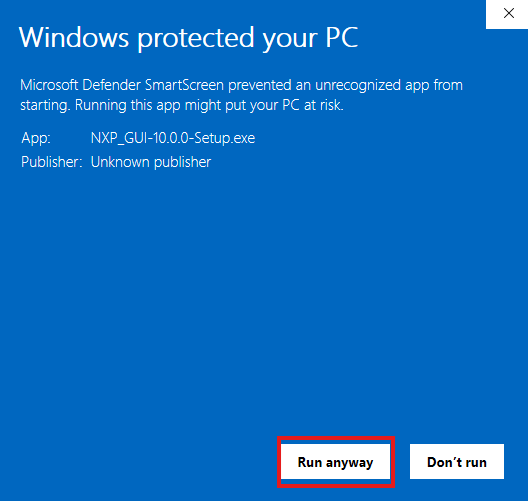 Windows protected your PC
Microsoft Defender SmartScreen prevented an unrecognized app from
starting. Running this app might put your PC at risk.
App: NXP_GUI-10.0.0-Setup.exe
Publisher: Unknown publisher
Run anyway Don’t run